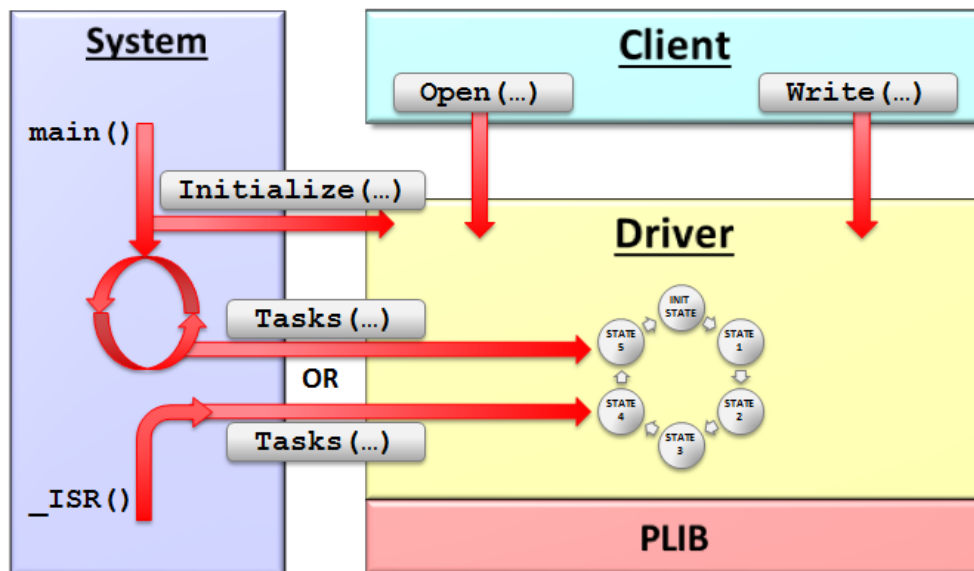 System
Client
Open(…)
Write(…)
main()
Initialize(…)
Driver
INIT
STATE
STATE
1
STATE
2
STATE
3
STATE
4
STATE
5
Tasks(…)
OR
Tasks(…)
_ISR()
PLIB